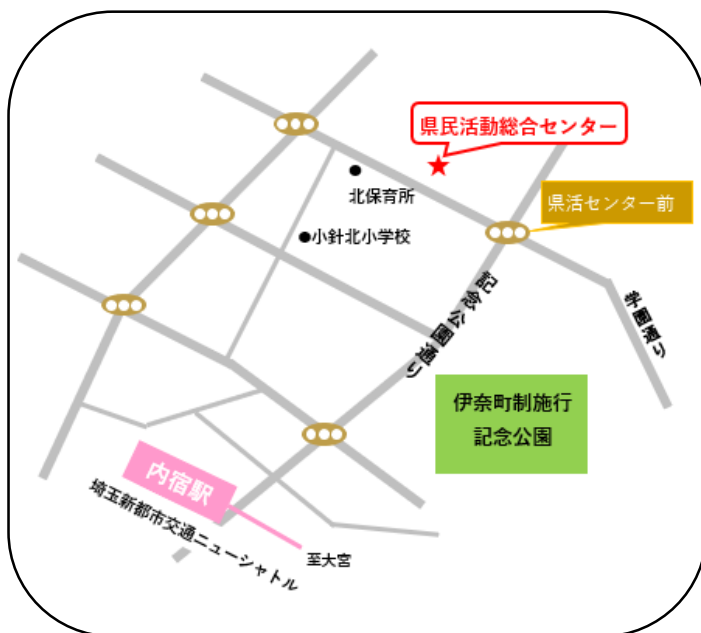 県民活動総合センター
北保育所
県活センター前
小針北小学校
記念公園通り
学園通り
伊奈町制施行
記念公園
内宿駅
埼玉新都市交通ニューシャトル
至大宮